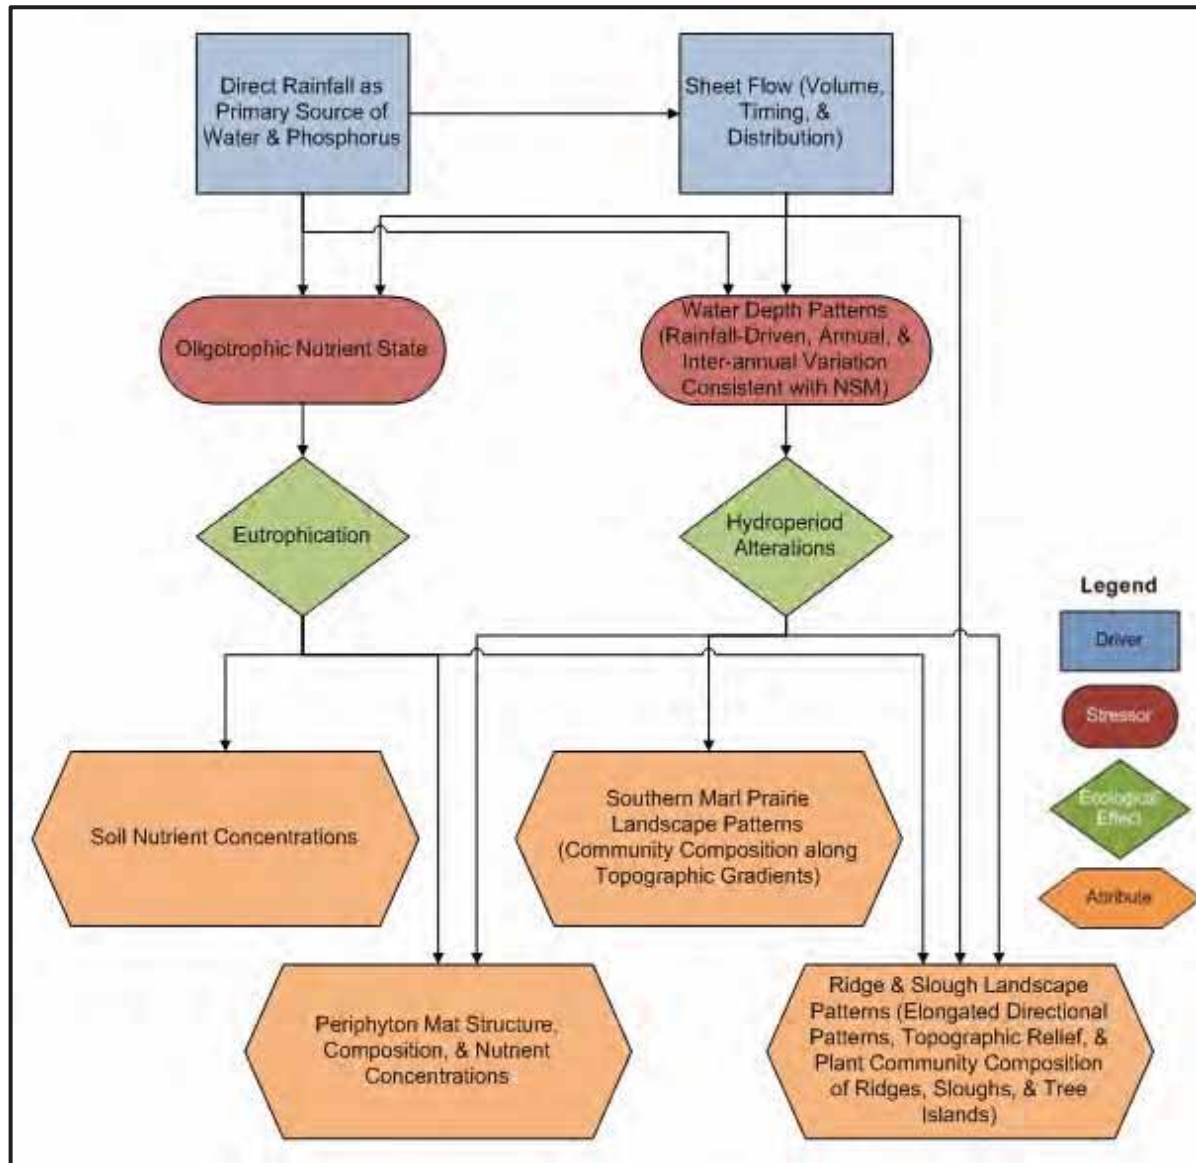 Direct Rainfall as
Primary Source of
Water & Phosphorus
Sheet Flow (Volume,
Timing, &
Distribution)
Oligotrophic Nutrient State
Water Depth Patterns
(Rainfall-Driven, Annual, &
Inter-annual Variation
Consistent with NSM)
Eutrophication
Hydroperiod
Alterations
Legend
Driver
Stressor
Ecological
Effect
Attribute
Soil Nutrient Concentrations
Southern Marl Prairie
Landscape Patterns
(Community Composition along
Topographic Gradients)
Periphyton Mat Structure,
Composition, & Nutrient
Concentrations
Ridge & Slough Landscape
Patterns (Elongated Directional
Patterns, Topographic Relief, &
Plant Community Composition
of Ridges, Sloughs, & Tree
Islands)